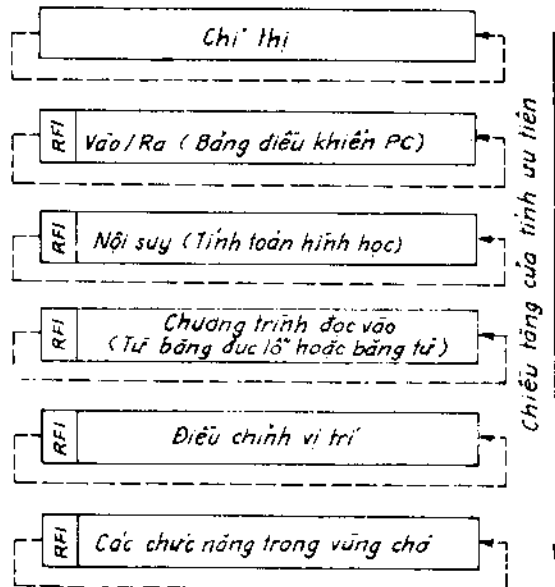 Chỉ thị
RFI
Vào/Ra (Bảng điều khiển PC)
RFI
Nội suy (Tính toán hình học)
RFI
Chương trình đọc vào
(Từ băng đục lỗ hoặc băng từ)
RFI
Điều chỉnh vị trí
RFI
Các chức năng trong vùng chờ
Chiều tăng của tính ưu tiên